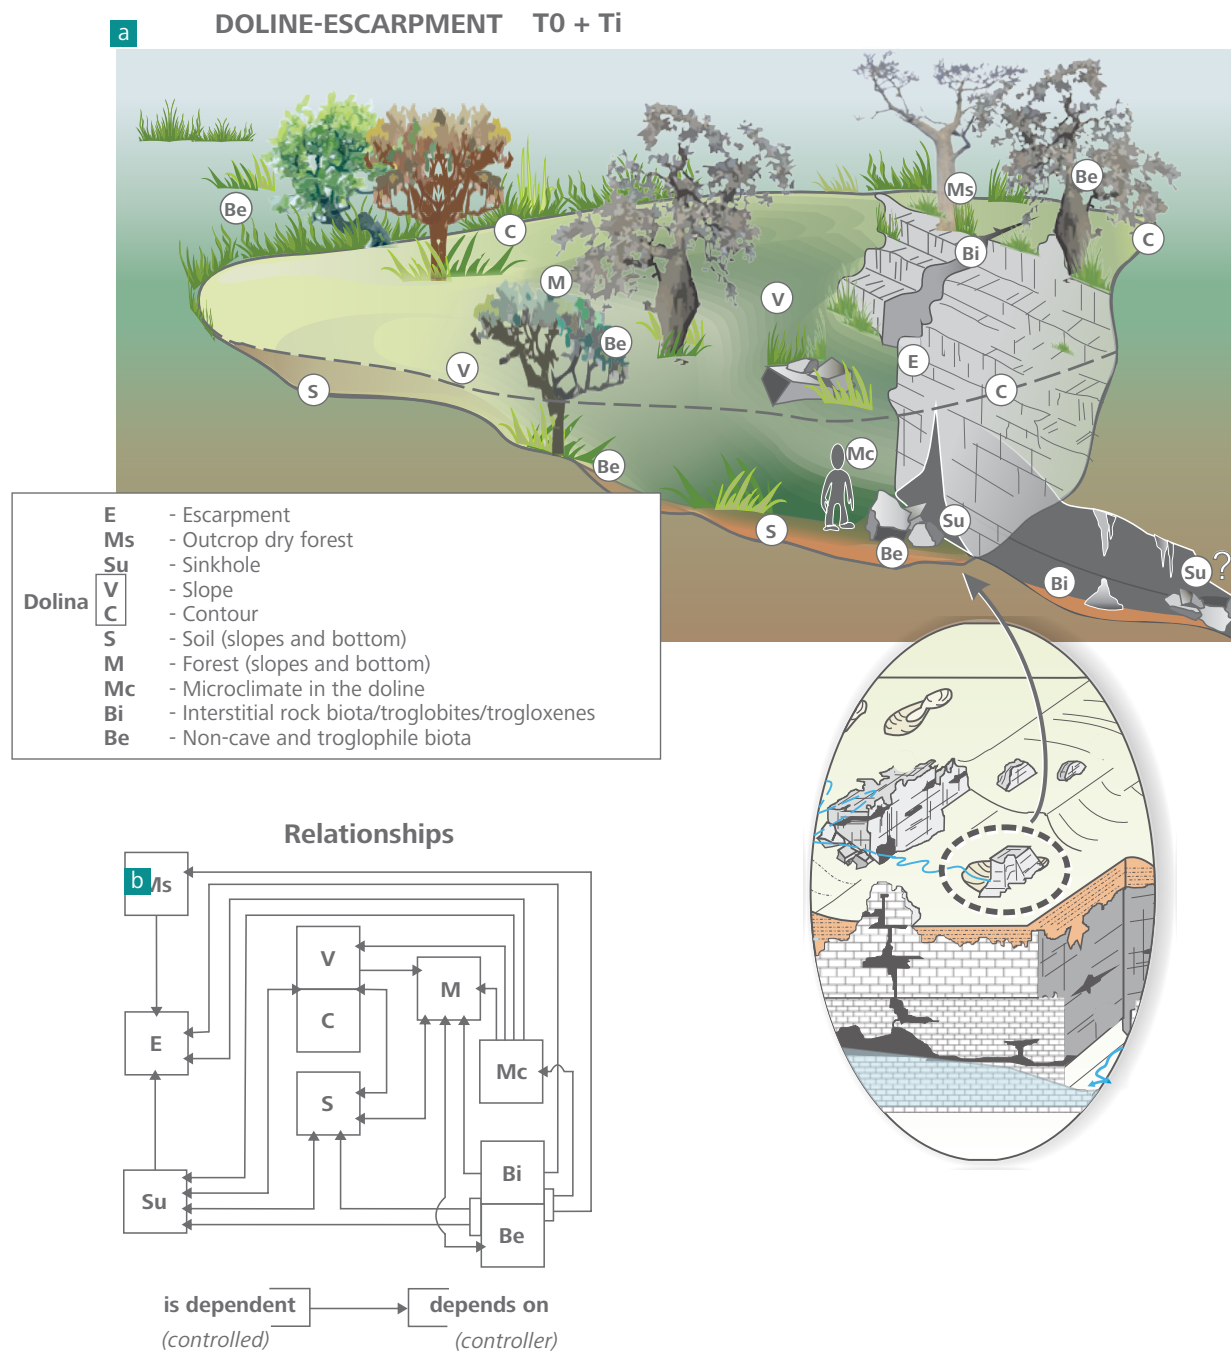 a
DOLINE-ESCARPMENT T0 + Ti
Ms
Be
Be
C
C
Bi
M
V
Be
E
V
S
C
Mc
Be
Su
S
Be
Bi
Su ?
E - Escarpment
Ms - Outcrop dry forest
Su - Sinkhole
Dolina
V - Slope
C - Contour
S - Soil (slopes and bottom)
M - Forest (slopes and bottom)
Mc - Microclimate in the doline
Bi - Interstitial rock biota/troglobites/trogloxenes
Be - Non-cave and troglophile biota
Relationships
b
Ms
V
M
C
E
Mc
S
Bi
Su
Be
is dependent
depends on
(controlled)
(controller)